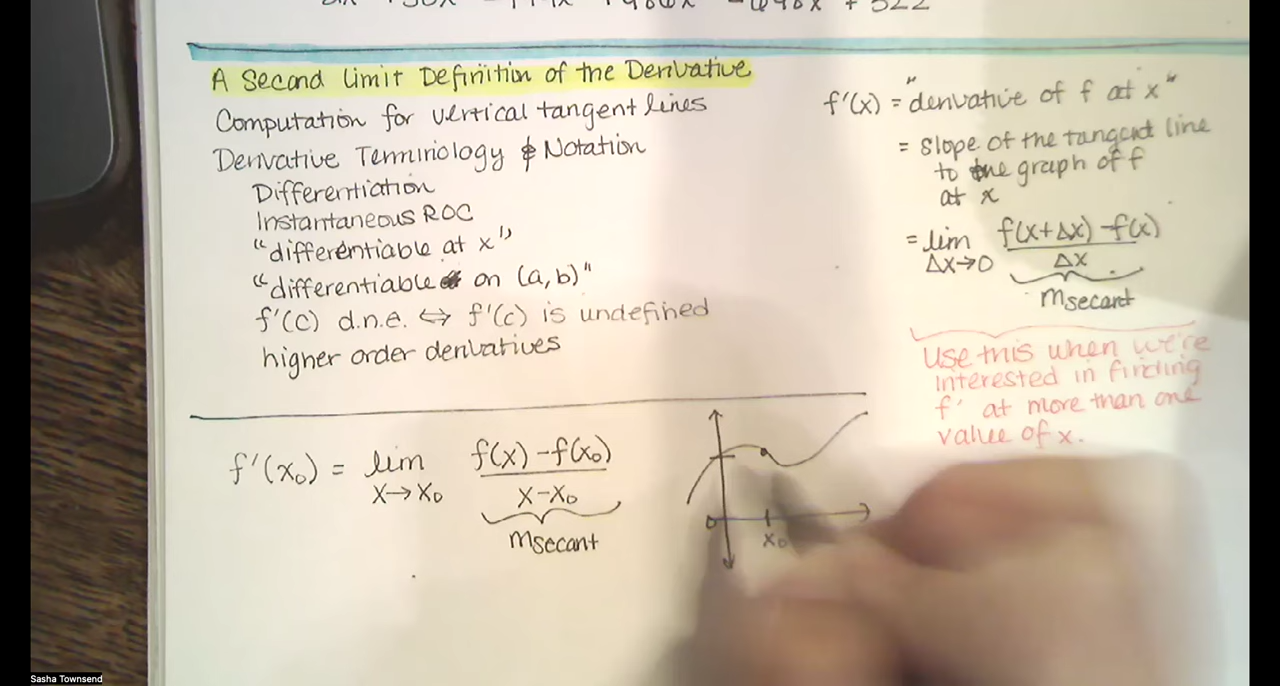 A Second Limit Definition of the Derivative
Computation for vertical tangent lines
Derivative Terminology & Notation
Differentiation
Instantaneous ROC
"differentiable at x"
"differentiable on (a,b)"
f'(c) d.n.e. ⇔ f'(c) is undefined
higher order derivatives
f'(x) = "derivative of f at x"
= slope of the tangent line
to the graph of f
at x
= lim f(x+Δx) - f(x)
Δx→0 Δx
msecant
Use this when we're
interested in finding
f' at more than one
value of x.
f'(x₀) = lim f(x) - f(x₀)
x→x₀ x-x₀
msecant
0
x₀
Sasha Townsend